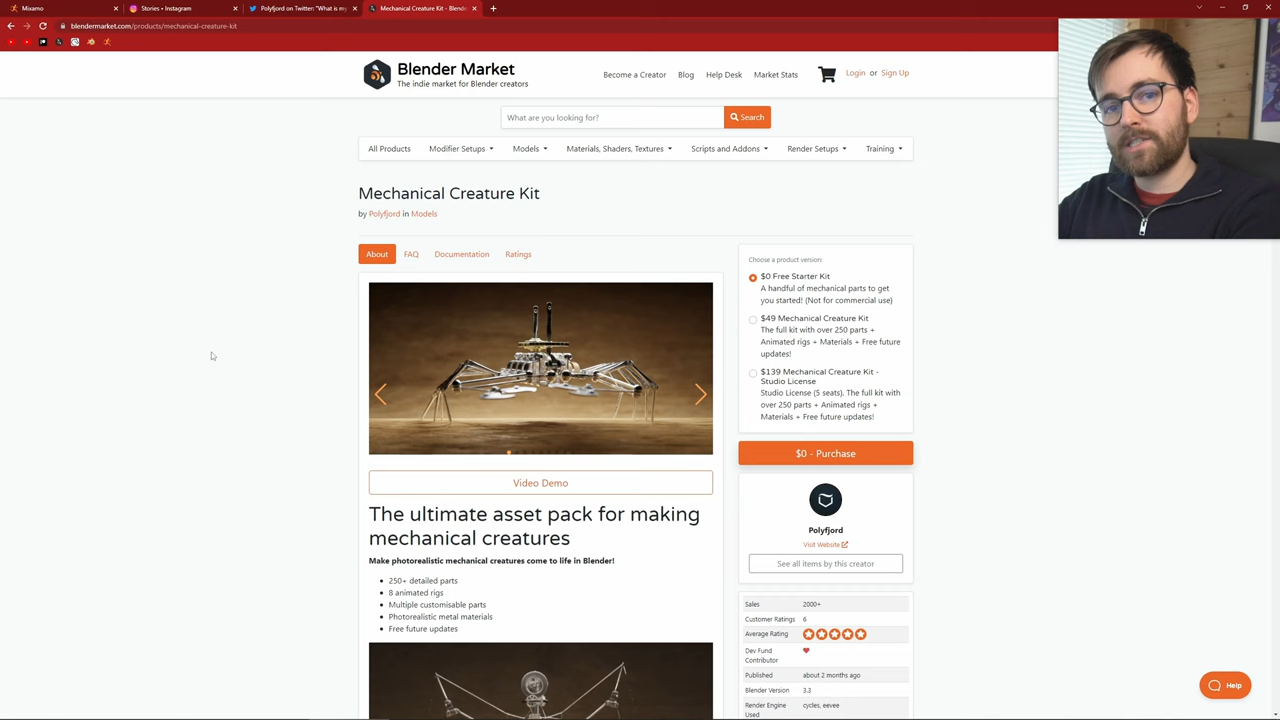 Mixamo
Stories • Instagram
Polyfjord on Twitter: "What is my
Mechanical Creature Kit - Blende
blendermarket.com/products/mechanical-creature-kit
Blender Market
The indie market for Blender creators
Become a Creator
Blog
Help Desk
Market Stats
Login or Sign Up
What are you looking for?
Search
All Products
Modifier Setups
Models
Materials, Shaders, Textures
Scripts and Addons
Render Setups
Training
Mechanical Creature Kit
by Polyfjord in Models
About
FAQ
Documentation
Ratings
Video Demo
The ultimate asset pack for making
mechanical creatures
Make photorealistic mechanical creatures come to life in Blender!
250+ detailed parts
8 animated rigs
Multiple customisable parts
Photorealistic metal materials
Free future updates
Choose a product version:
$0 Free Starter Kit
A handful of mechanical parts to get
you started! (Not for commercial use)
$49 Mechanical Creature Kit
The full kit with over 250 parts +
Animated rigs + Materials + Free future
updates!
$139 Mechanical Creature Kit -
Studio License
Studio License (5 seats). The full kit with
over 250 parts + Animated rigs +
Materials + Free future updates!
$0 - Purchase
Polyfjord
Visit Website
See all items by this creator
Sales 2000+
Customer Ratings 6
Average Rating
Dev Fund
Contributor
Published about 2 months ago
Blender Version 3.3
Render Engine cycles, eevee
Used
Help